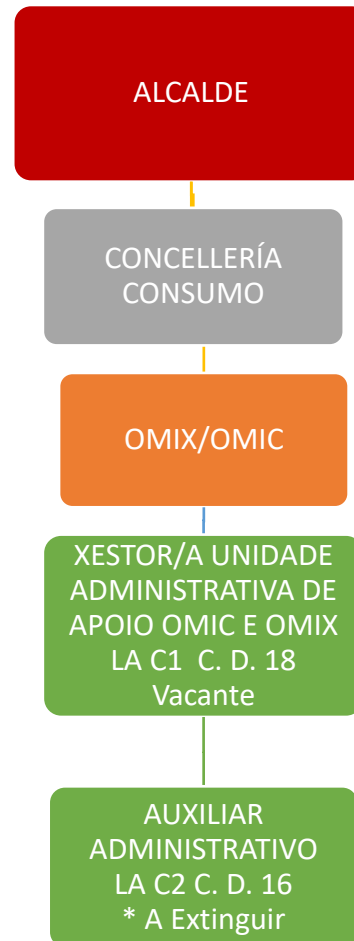 ALCALDE
CONCELLERÍA
CONSUMO
OMIX/OMIC
XESTOR/A UNIDADE
ADMINISTRATIVA DE
APOIO OMIC E OMIX
LA C1 C. D. 18
Vacante
AUXILIAR
ADMINISTRATIVO
LA C2 C. D. 16
* A Extinguir